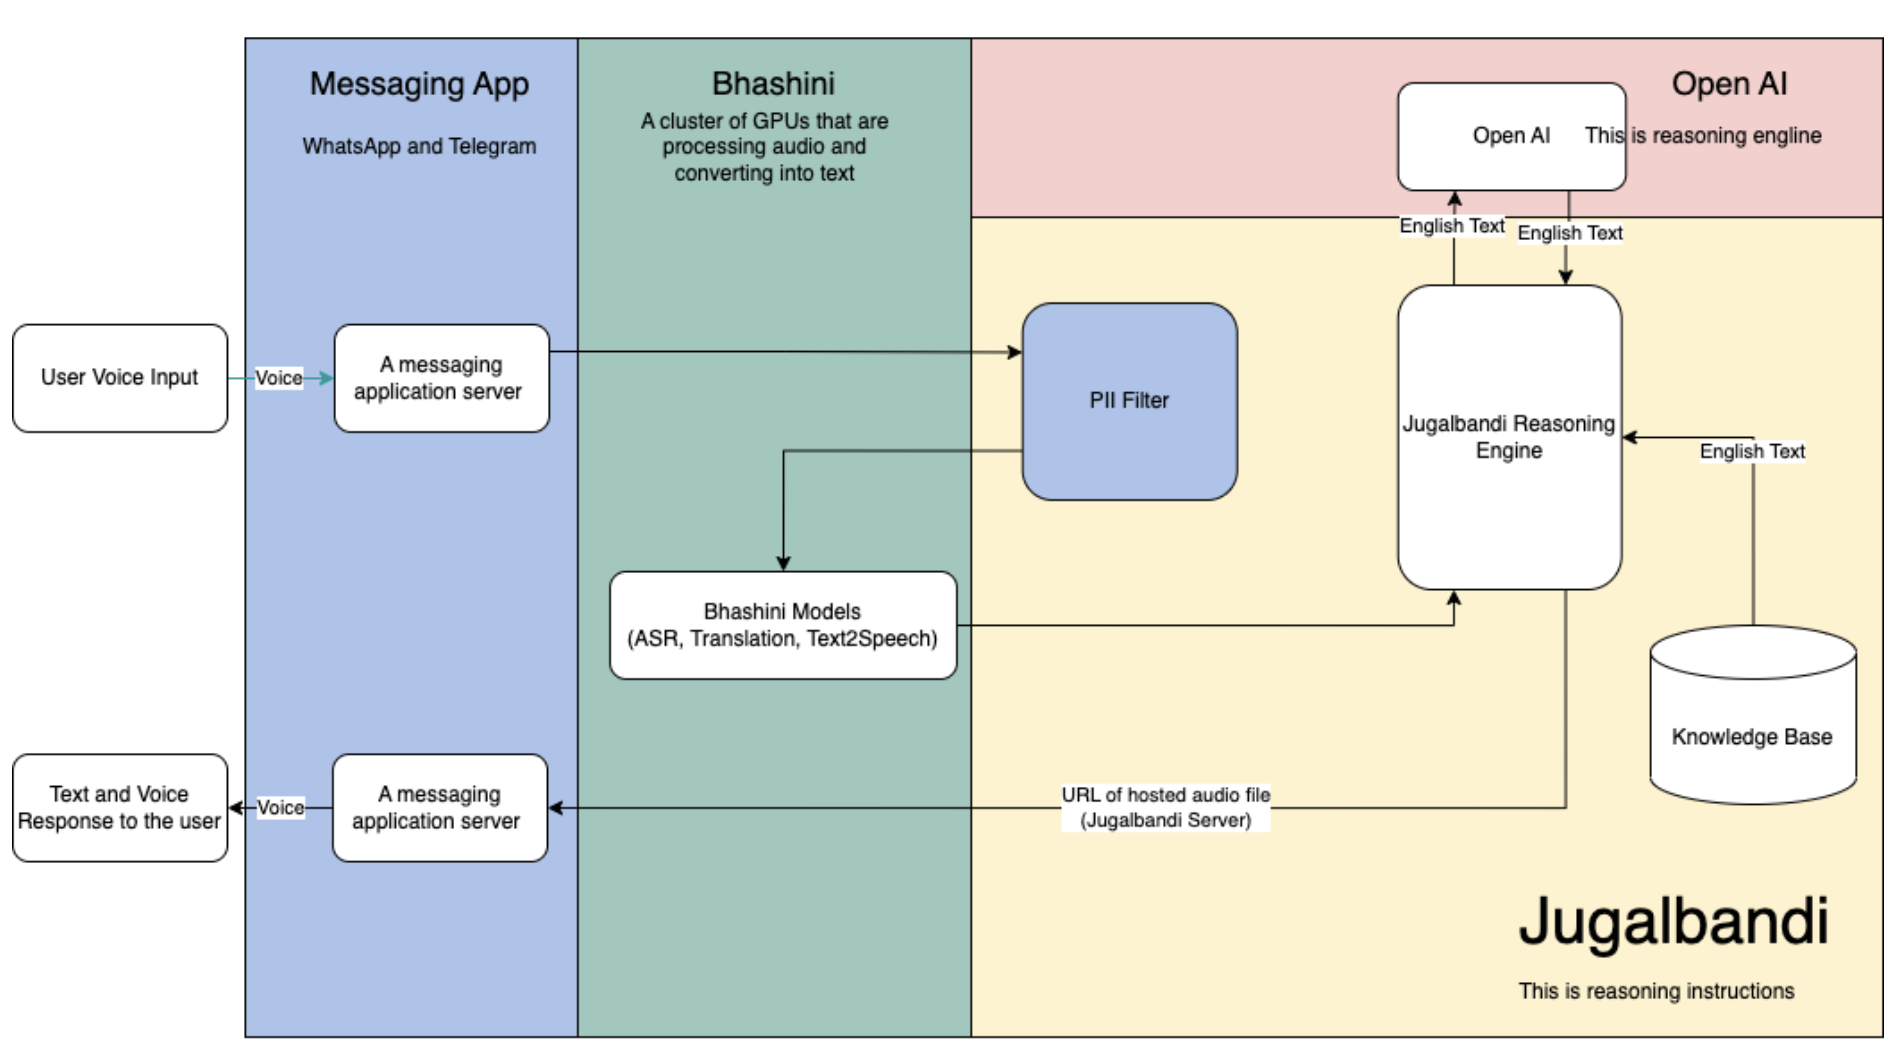 Messaging App
WhatsApp and Telegram
Bhashini
A cluster of GPUs that are
processing audio and
converting into text
Open AI
Open AI
This is reasoning engline
English Text
English Text
User Voice Input
Voice
A messaging
application server
PII Filter
Jugalbandi Reasoning
Engine
English Text
Bhashini Models
(ASR, Translation, Text2Speech)
Knowledge Base
Text and Voice
Response to the user
Voice
A messaging
application server
URL of hosted audio file
(Jugalbandi Server)
Jugalbandi
This is reasoning instructions